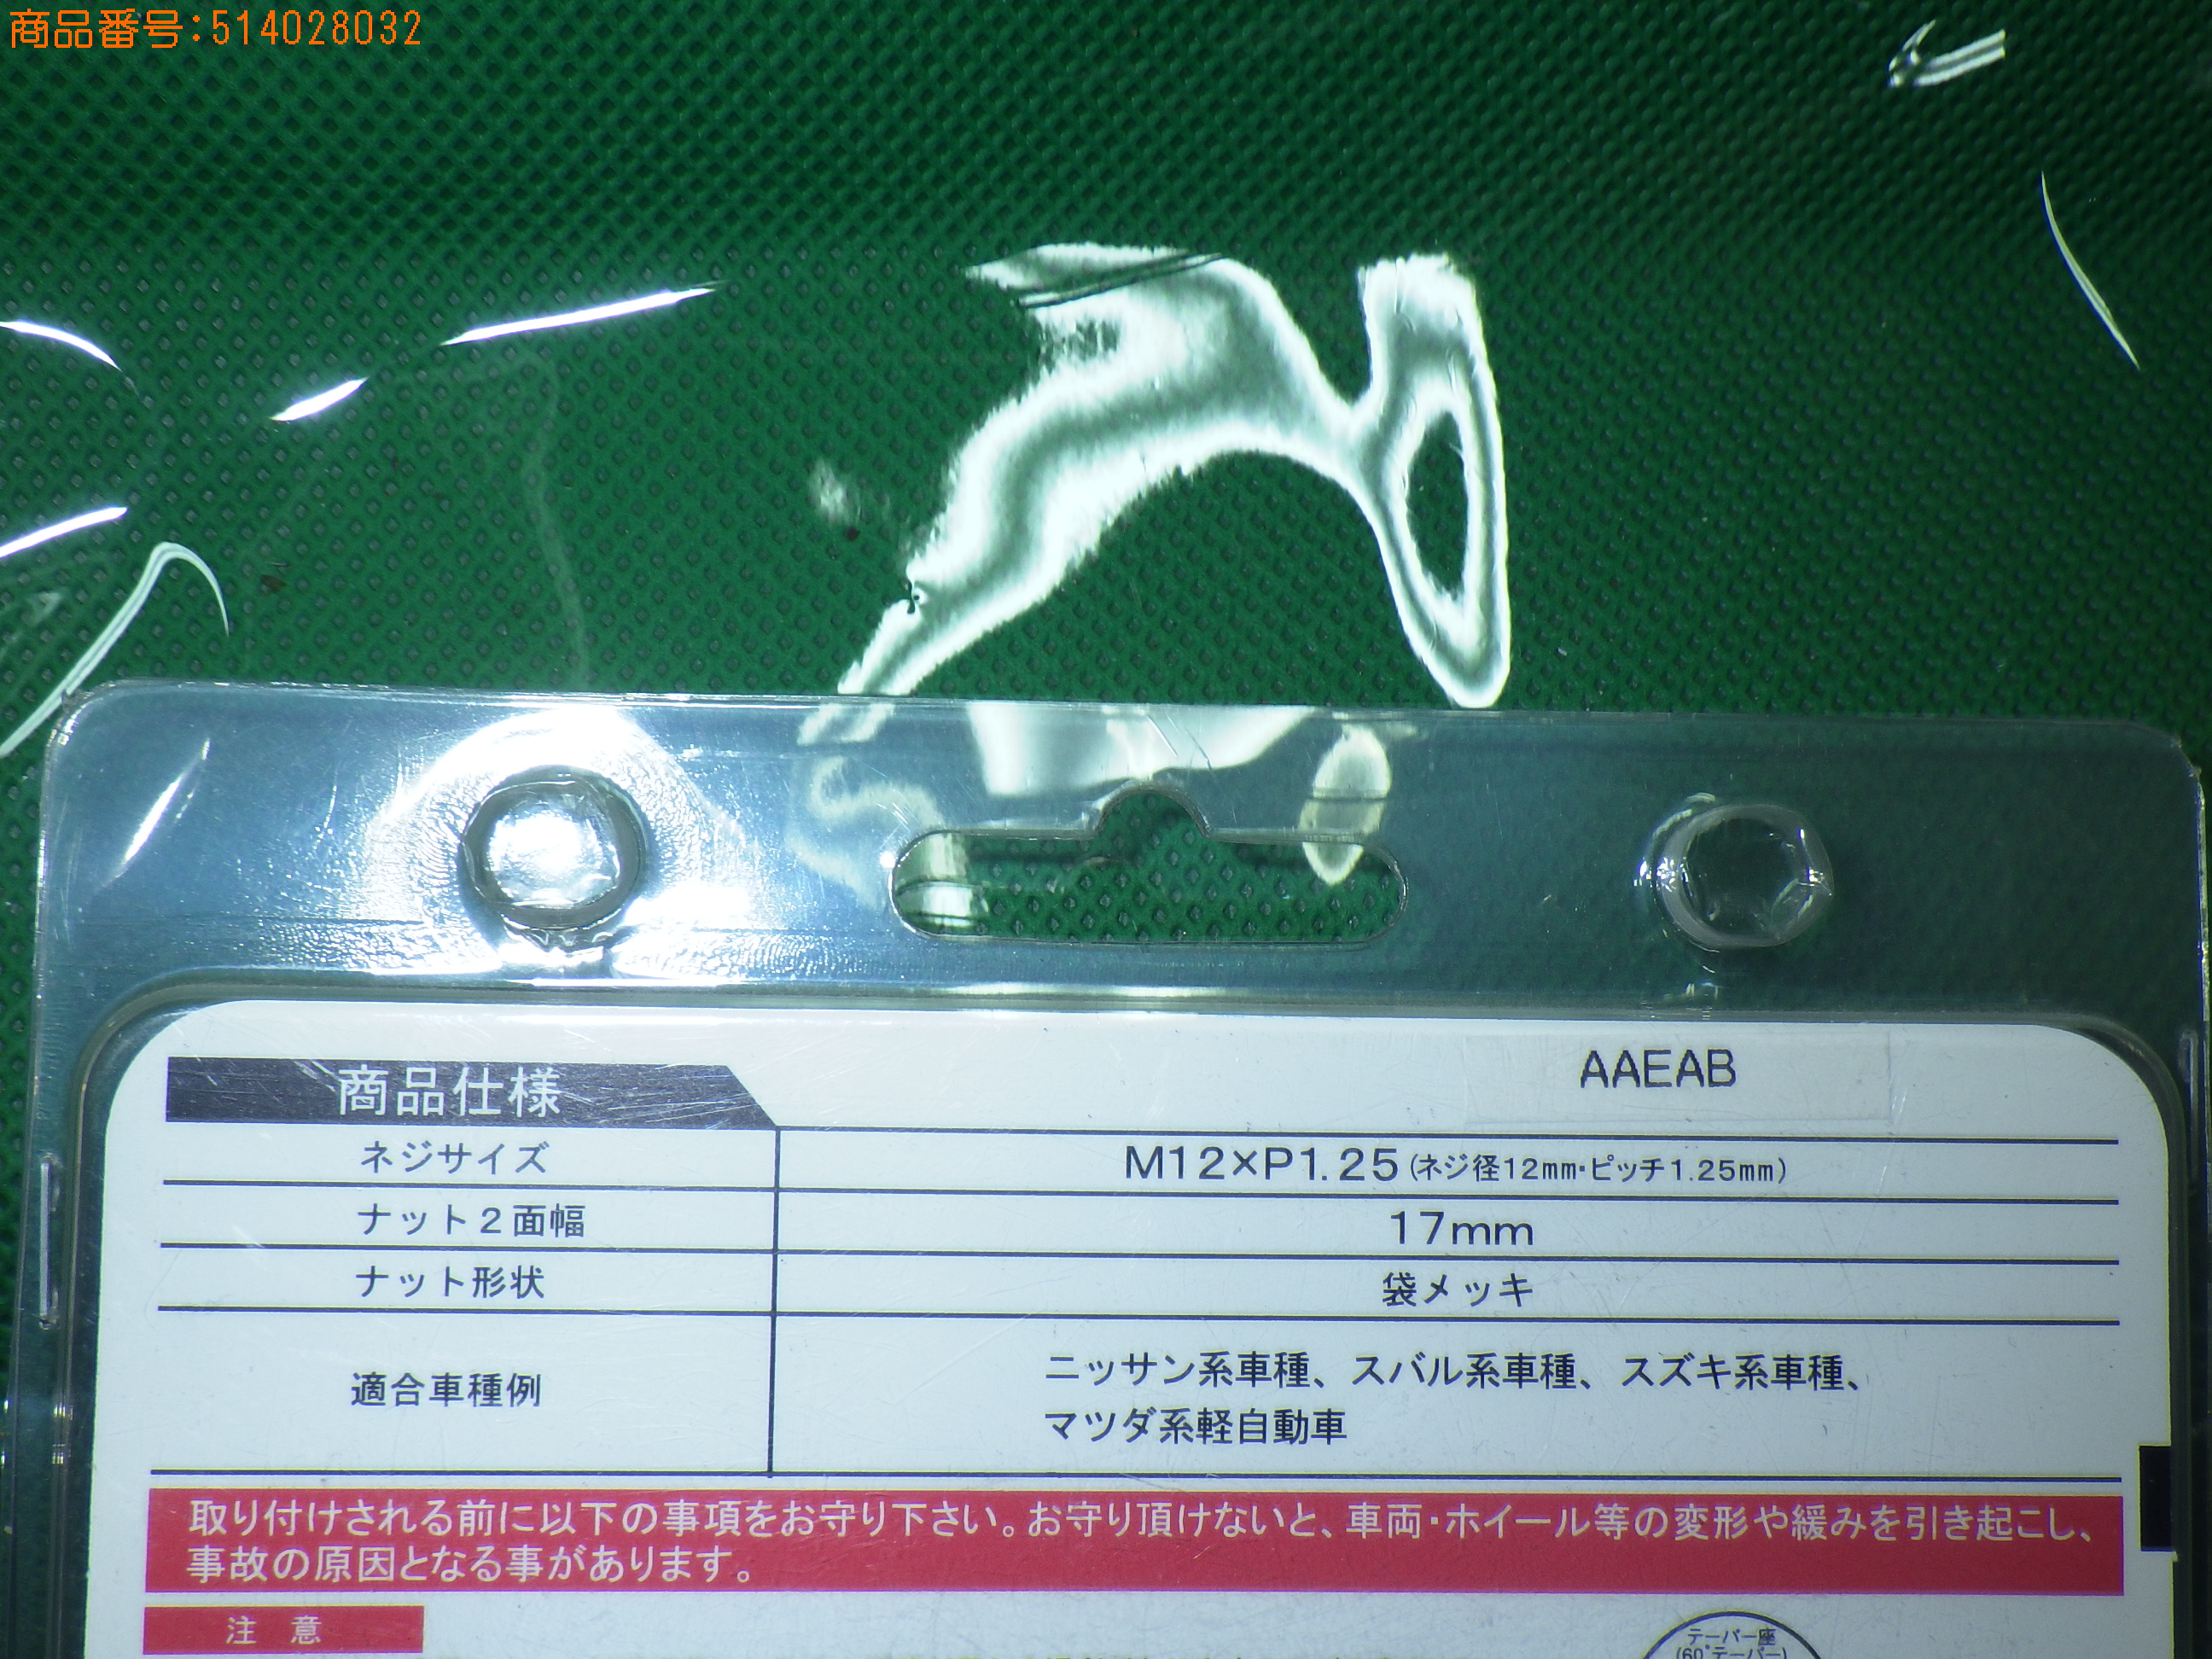 商品番号:514028032
商品仕様
AAEAB
ネジサイズ M12×P1.25(ネジ径12mm・ピッチ1.25mm)
ナット2面幅 17mm
ナット形状 袋メッキ
適合車種例 ニッサン系車種、スバル系車種、スズキ系車種、
マツダ系軽自動車
取り付けされる前に以下の事項をお守り下さい。お守り頂けないと、車両・ホイール等の変形や緩みを引き起こし、
事故の原因となる事があります。
注 意
テーパー座
(60°テーパー)